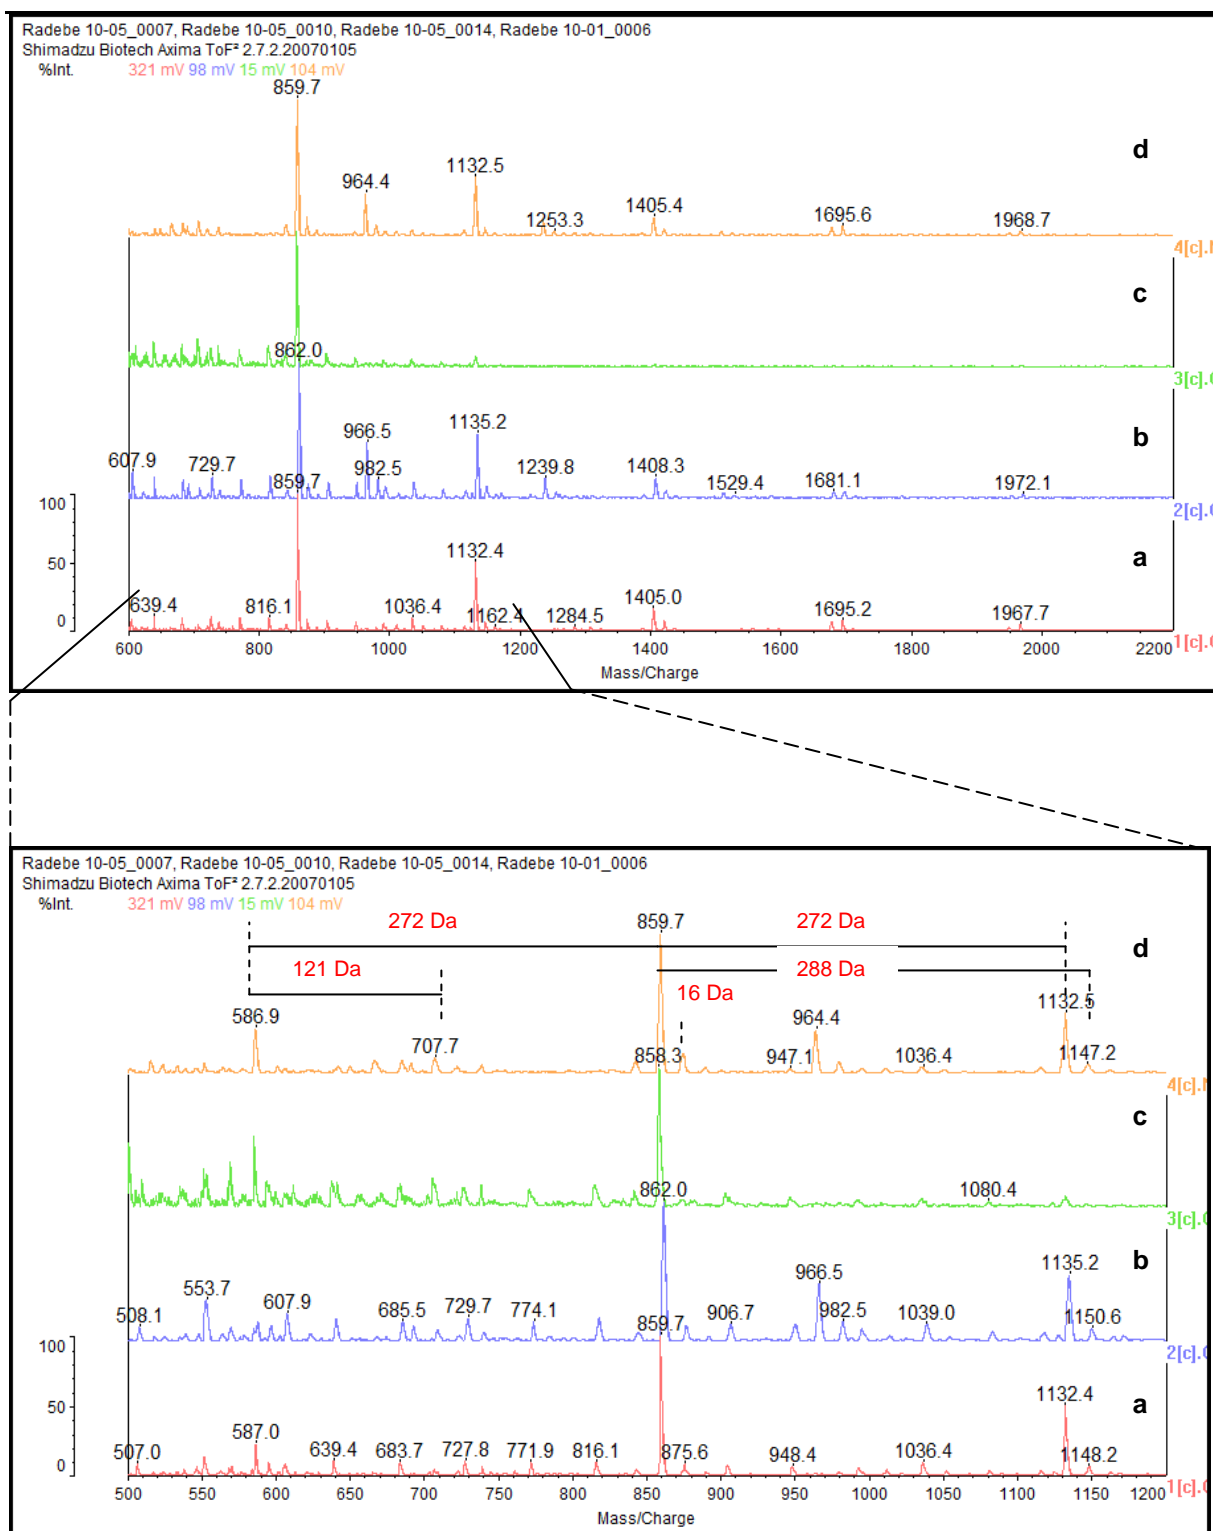 Radebe 10-05_0007, Radebe 10-05_0010, Radebe 10-05_0014, Radebe 10-01_0006
Shimadzu Biotech Axima ToF² 2.7.2.20070105
%Int. 321 mV 98 mV 15 mV 104 mV
859.7
d
1132.5
964.4
1405.4
1253.3
1695.6
1968.7
4[c].
c
862.0
3[c].
b
1135.2
966.5
607.9
729.7
982.5
1239.8
1408.3
859.7
1529.4
1681.1
1972.1
2[c].
100
a
1132.4
50
639.4
816.1
1036.4
1162.4
1284.5
1405.0
1695.2
1967.7
0
1[c].
600 800 1000 1200 1400 1600 1800 2000 2200
Mass/Charge
Radebe 10-05_0007, Radebe 10-05_0010, Radebe 10-05_0014, Radebe 10-01_0006
Shimadzu Biotech Axima ToF² 2.7.2.20070105
%Int. 321 mV 98 mV 15 mV 104 mV
272 Da 859.7 272 Da
d
121 Da 288 Da
16 Da
586.9
964.4
1132.5
707.7
858.3
947.1
1036.4
1147.2
4[c].
c
862.0
1080.4
3[c].
b
1135.2
966.5
553.7
607.9
508.1
685.5
729.7
774.1
906.7
982.5
1039.0
1150.6
859.7
2[c].
100
a
1132.4
50
587.0
507.0
639.4
683.7
727.8
771.9
816.1
875.6
948.4
1036.4
1148.2
0
1[c].
500 550 600 650 700 750 800 850 900 950 1000 1050 1100 1150 1200
Mass/Charge